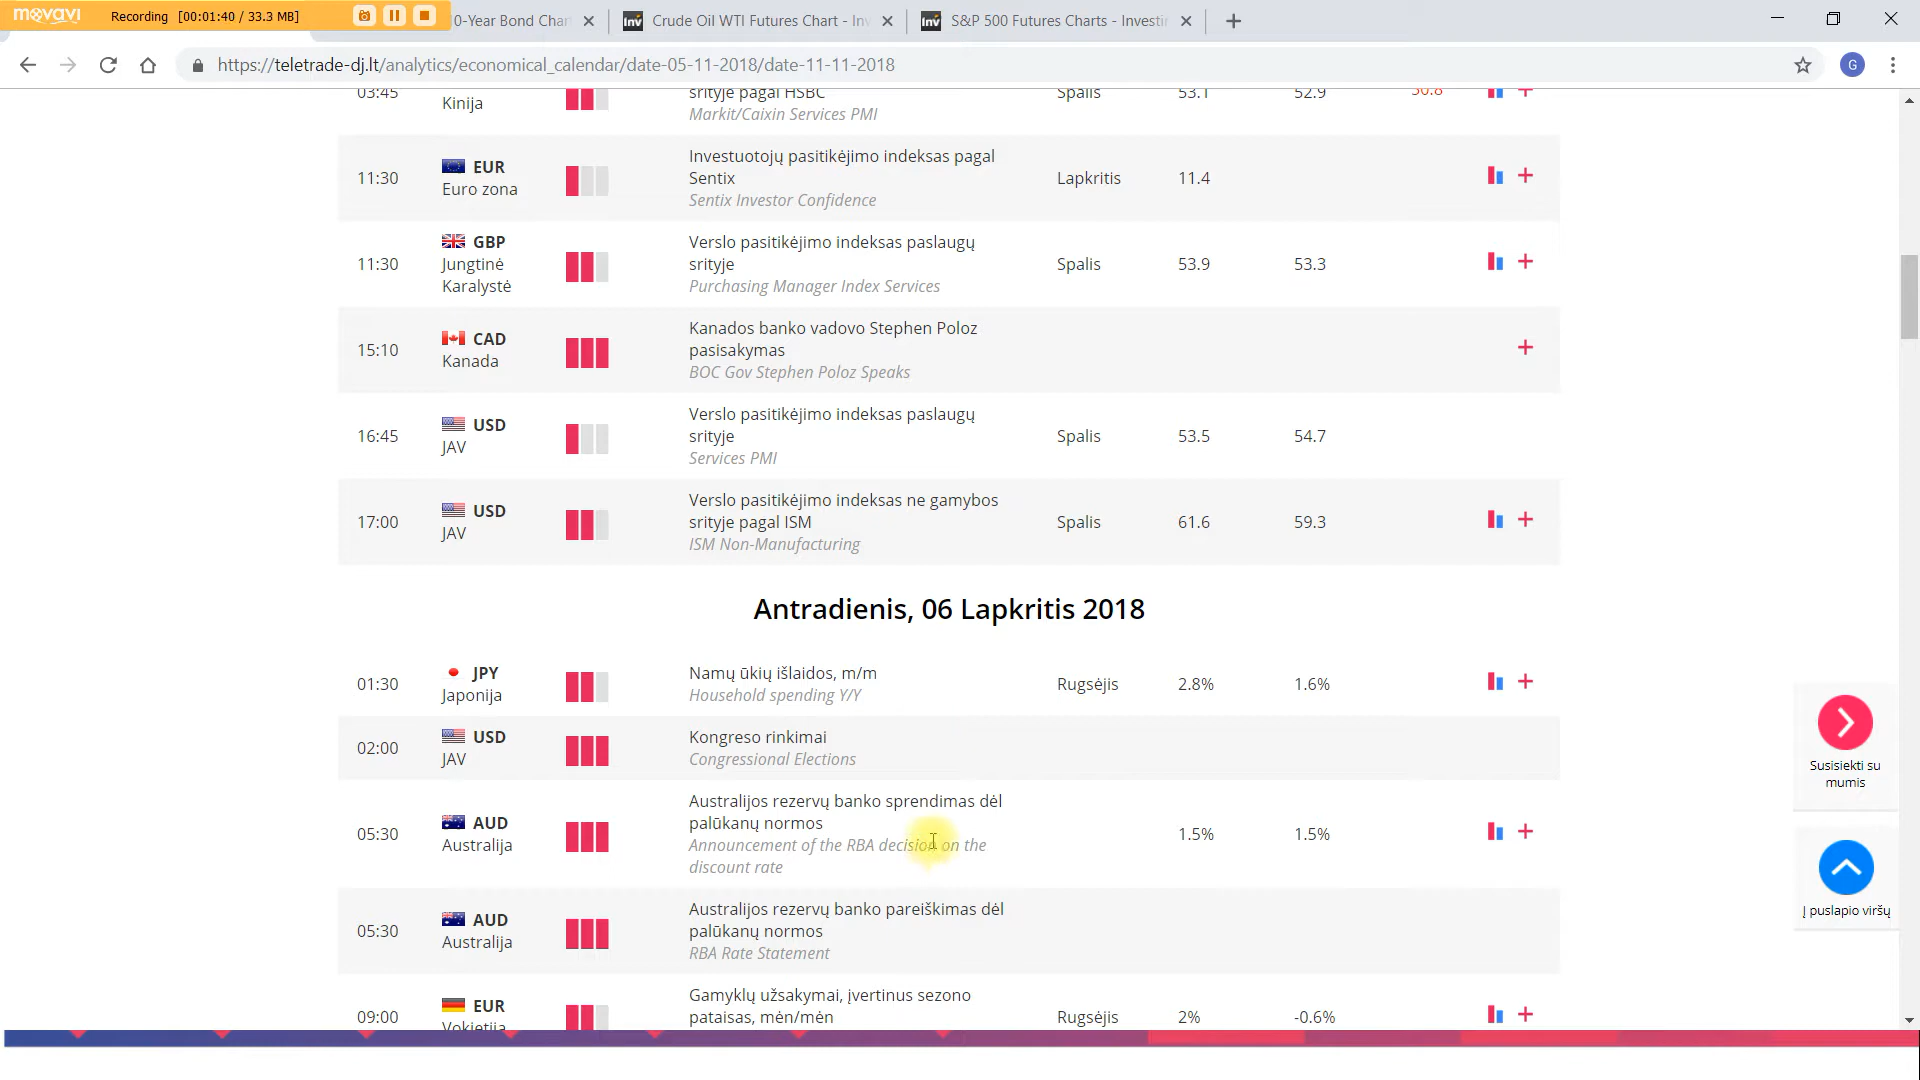 movavi Recording [00:01:40 / 33.3 MB]
0-Year Bond Char
Crude Oil WTI Futures Chart - Inv
S&P 500 Futures Charts - Investin
https://teletrade-dj.lt/analytics/economical_calendar/date-05-11-2018/date-11-11-2018
G
03:45 Kinija srityje pagal HSBC Spalis 53.1 52.9 50.8
Markit/Caixin Services PMI
11:30 EUR Investuotojų pasitikėjimo indeksas pagal Lapkritis 11.4
Euro zona Sentix
Sentix Investor Confidence
11:30 GBP Verslo pasitikėjimo indeksas paslaugų Spalis 53.9 53.3
Jungtinė srityje
Karalystė Purchasing Manager Index Services
15:10 CAD Kanados banko vadovo Stephen Poloz
Kanada pasisakymas
BOC Gov Stephen Poloz Speaks
16:45 USD Verslo pasitikėjimo indeksas paslaugų Spalis 53.5 54.7
JAV srityje
Services PMI
17:00 USD Verslo pasitikėjimo indeksas ne gamybos Spalis 61.6 59.3
JAV srityje pagal ISM
ISM Non-Manufacturing
Antradienis, 06 Lapkritis 2018
01:30 JPY Namų ūkių išlaidos, m/m Rugsėjis 2.8% 1.6%
Japonija Household spending Y/Y
02:00 USD Kongreso rinkimai
JAV Congressional Elections
05:30 AUD Australijos rezervų banko sprendimas dėl 1.5% 1.5%
Australija palūkanų normos
Announcement of the RBA decision on the
discount rate
05:30 AUD Australijos rezervų banko pareiškimas dėl
Australija palūkanų normos
RBA Rate Statement
09:00 EUR Gamyklų užsakymai, įvertinus sezono Rugsėjis 2% -0.6%
Vokietija pataisas, mėn/mėn
Susisiekti su
mumis
Į puslapio viršų